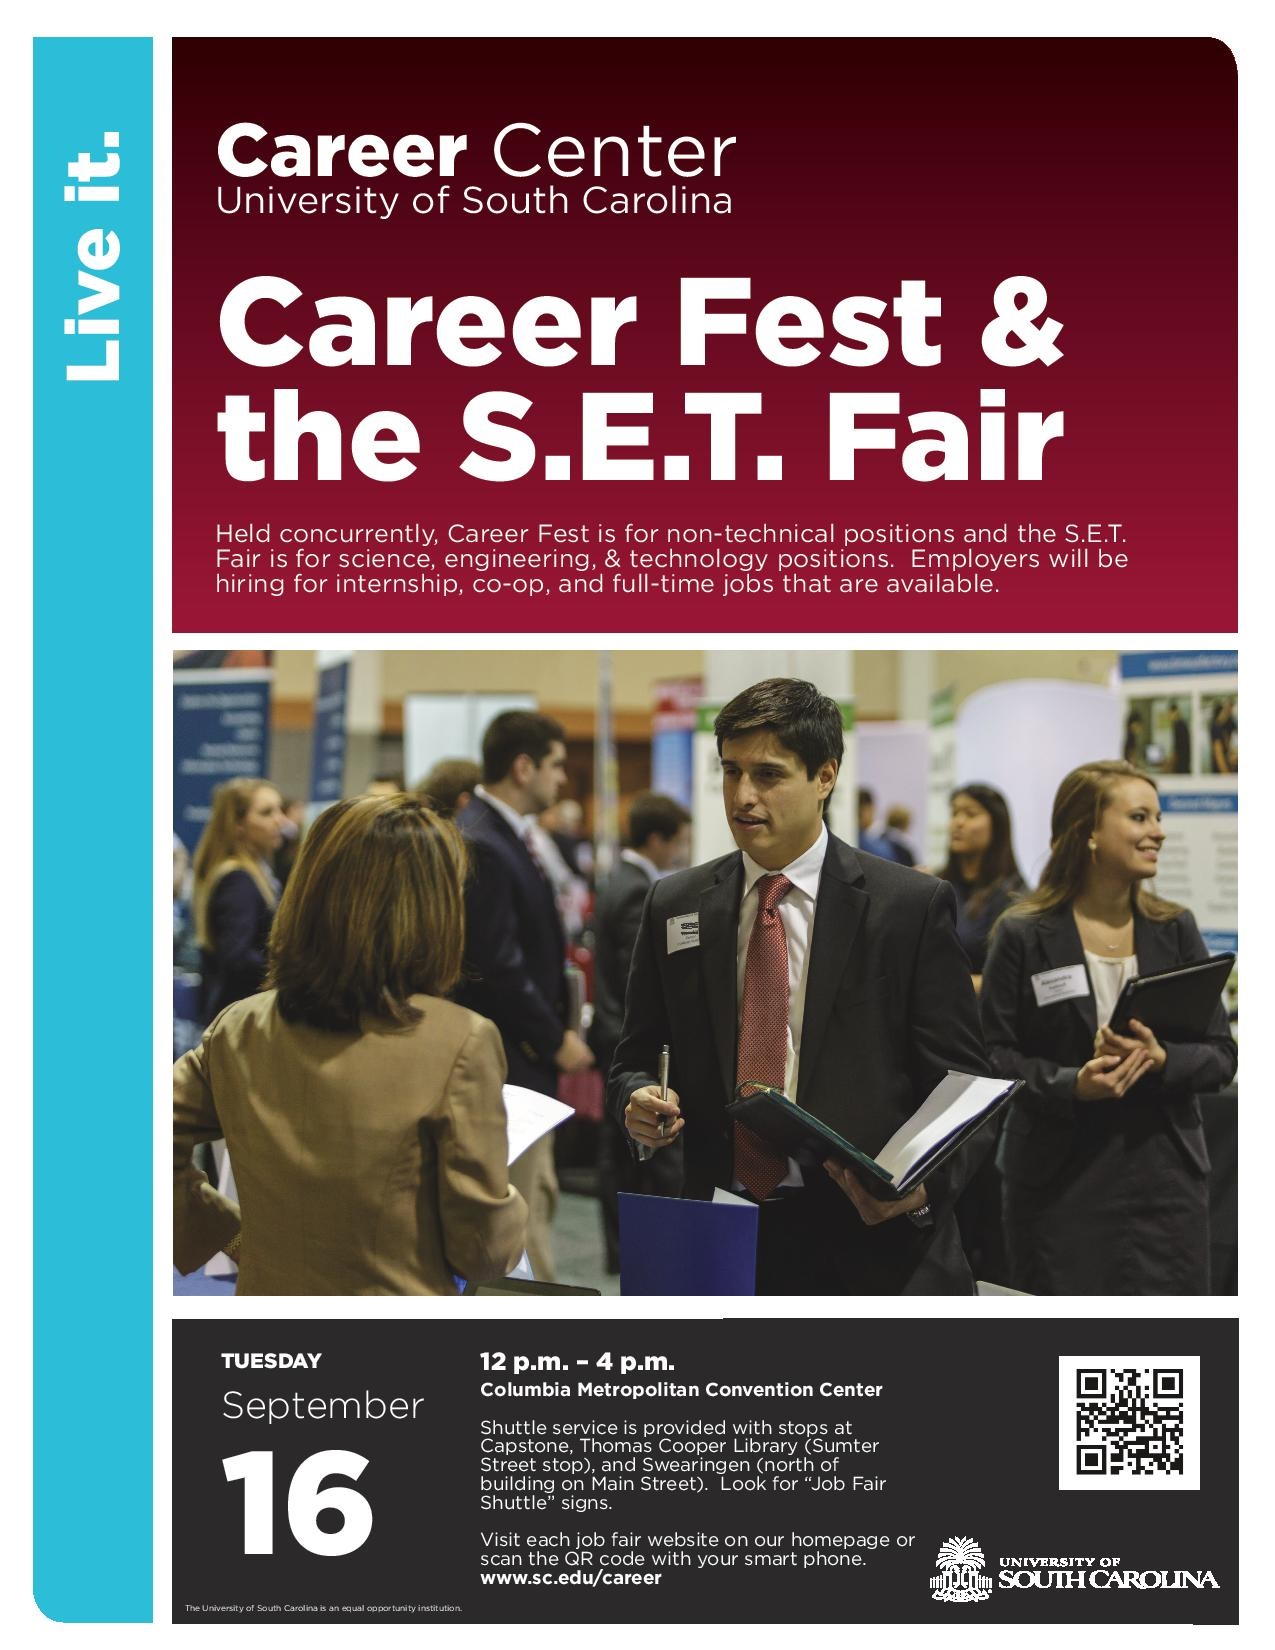 Live it.
Career Center
University of South Carolina
Career Fest &
the S.E.T. Fair
Held concurrently, Career Fest is for non-technical positions and the S.E.T.
Fair is for science, engineering, & technology positions.  Employers will be
hiring for internship, co-op, and full-time jobs that are available.
TUESDAY
September
16
12 p.m. – 4 p.m.
Columbia Metropolitan Convention Center
Shuttle service is provided with stops at
Capstone, Thomas Cooper Library (Sumter
Street stop), and Swearingen (north of
building on Main Street).  Look for “Job Fair
Shuttle” signs.
Visit each job fair website on our homepage or
scan the QR code with your smart phone.
www.sc.edu/career
UNIVERSITY OF
SOUTH CAROLINA
The University of South Carolina is an equal opportunity institution.